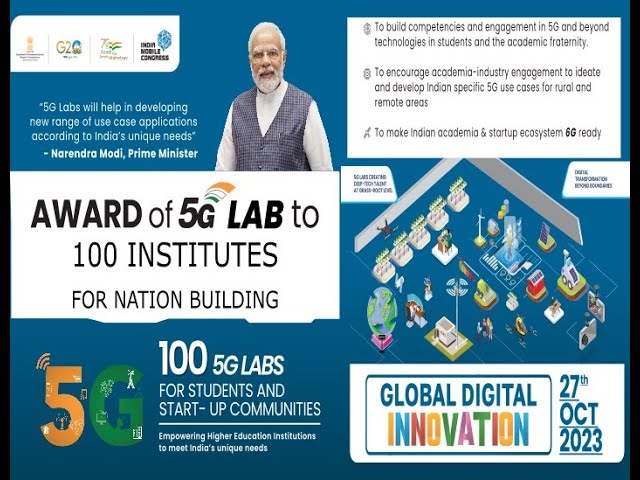 G20
INDIA
MOBILE
CONGRESS
"5G Labs will help in developing
new range of use case applications
according to India's unique needs"
- Narendra Modi, Prime Minister
To build competencies and engagement in 5G and beyond
technologies in students and the academic fraternity.
To encourage academia-industry engagement to ideate
and develop Indian specific 5G use cases for rural and
remote areas
To make Indian academia & startup ecosystem 6G ready
AWARD of 5G LAB to
100 INSTITUTES
FOR NATION BUILDING
5G LABS CREATING
DEEP-TECH TALENT
AT GRASS-ROOT LEVEL
DIGITAL
TRANSFORMATION
BEYOND BOUNDARIES
5G
100 5G LABS
FOR STUDENTS AND
START- UP COMMUNITIES
Empowering Higher Education Institutions
to meet India's unique needs
GLOBAL DIGITAL
INNOVATION
27th
OCT
2023